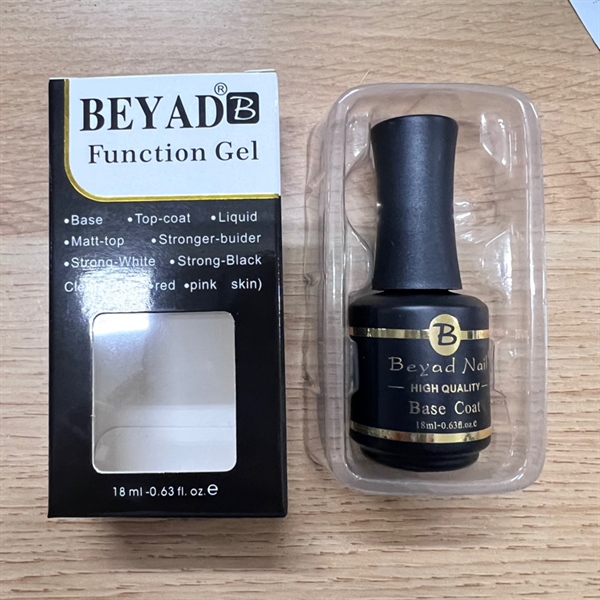 BEYAD B
®
Function Gel
•Base •Top-coat •Liquid
•Matt-top •Stronger-buider
•Strong-White •Strong-Black
red •pink skin)
18 ml -0.63 fl. oz.e
B
Beyad Nail
HIGH QUALITY
Base Coat
18ml-0.63fl.oz.e